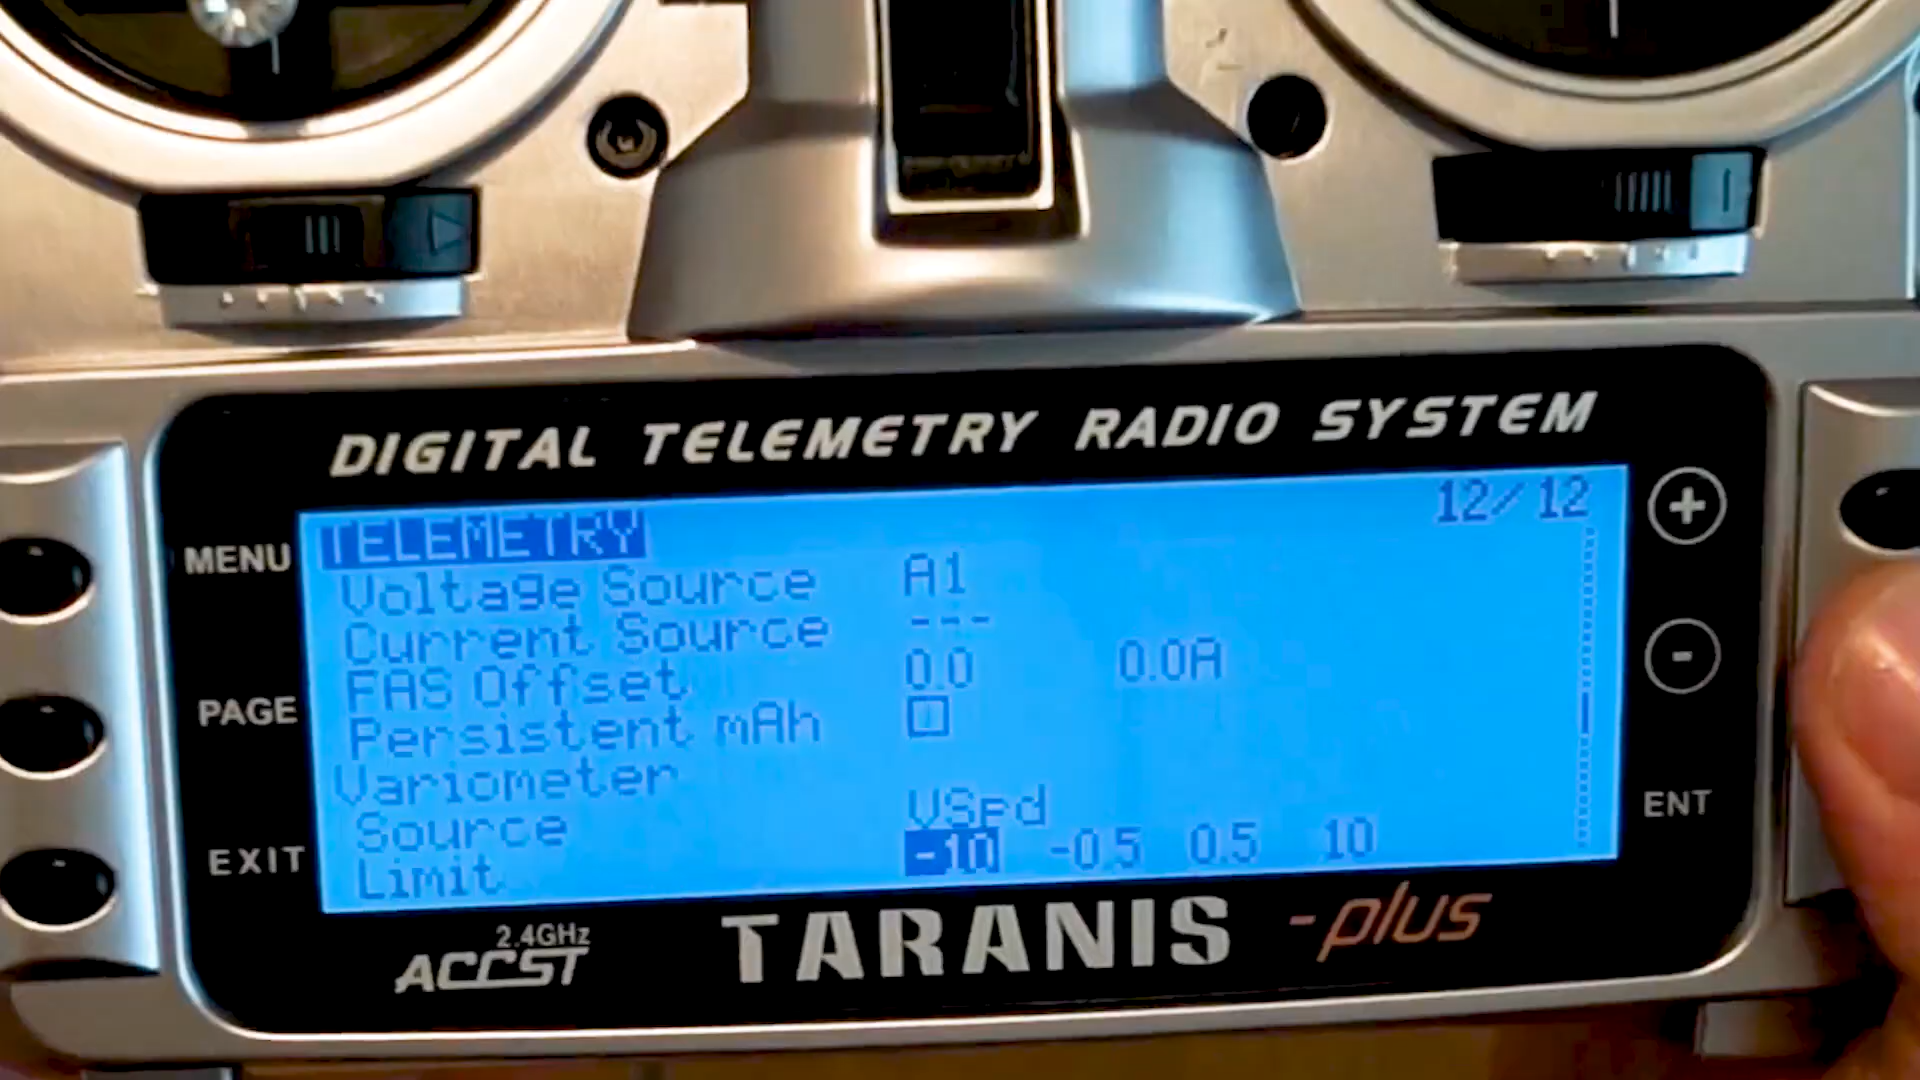 DIGITAL TELEMETRY RADIO SYSTEM
TELEMETRY 12/12
Voltage Source A1
Current Source ---
FAS Offset 0.0 0.0A
Persistent mAh
Variometer
Source VSpd
Limit -10 -0.5 0.5 10
MENU
PAGE
EXIT
+
-
ENT
2.4GHz
ACCST
TARANIS -plus